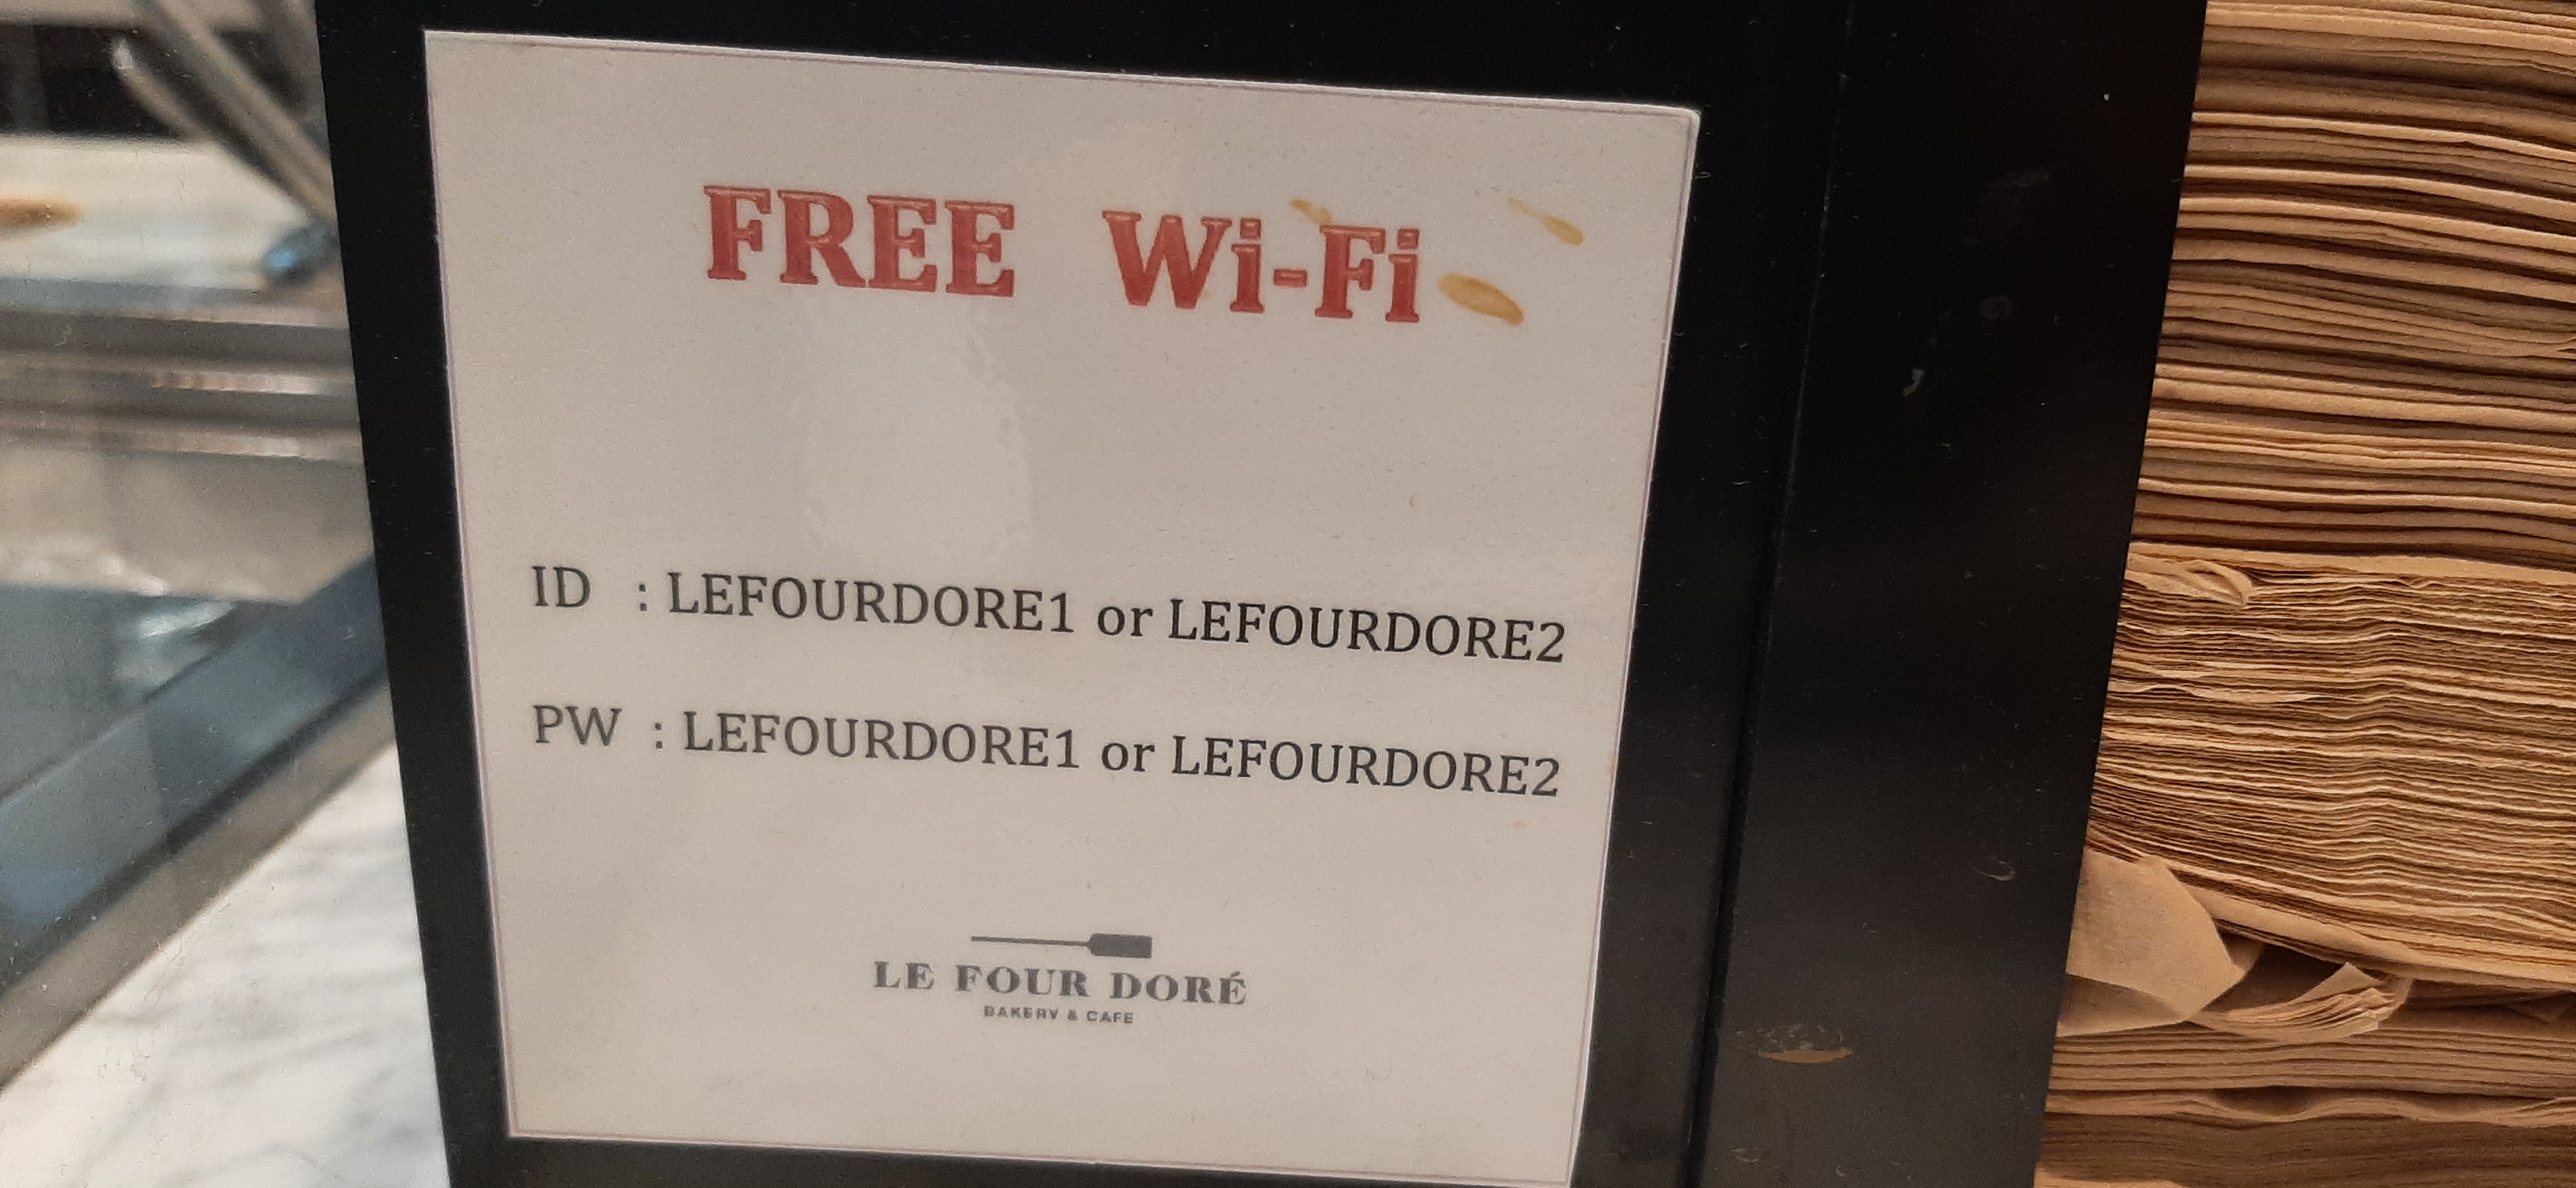 FREE Wi-Fi
ID : LEFOURDORE1 or LEFOURDORE2
PW : LEFOURDORE1 or LEFOURDORE2
LE FOUR DORÉ
BAKERY & CAFE